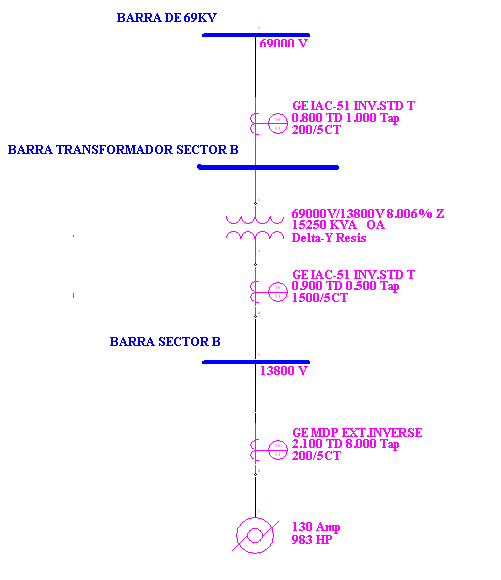 BARRA DE 69KV
69000 V
GE IAC-51 INV.STD T
0.800 TD 1.000 Tap
200/5CT
BARRA TRANSFORMADOR SECTOR B
69000V/13800V 8.006% Z
15250 KVA OA
Delta-Y Resis
GE IAC-51 INV.STD T
0.900 TD 0.500 Tap
1500/5CT
BARRA SECTOR B
13800 V
GE MDP EXT.INVERSE
2.100 TD 8.000 Tap
200/5CT
130 Amp
983 HP